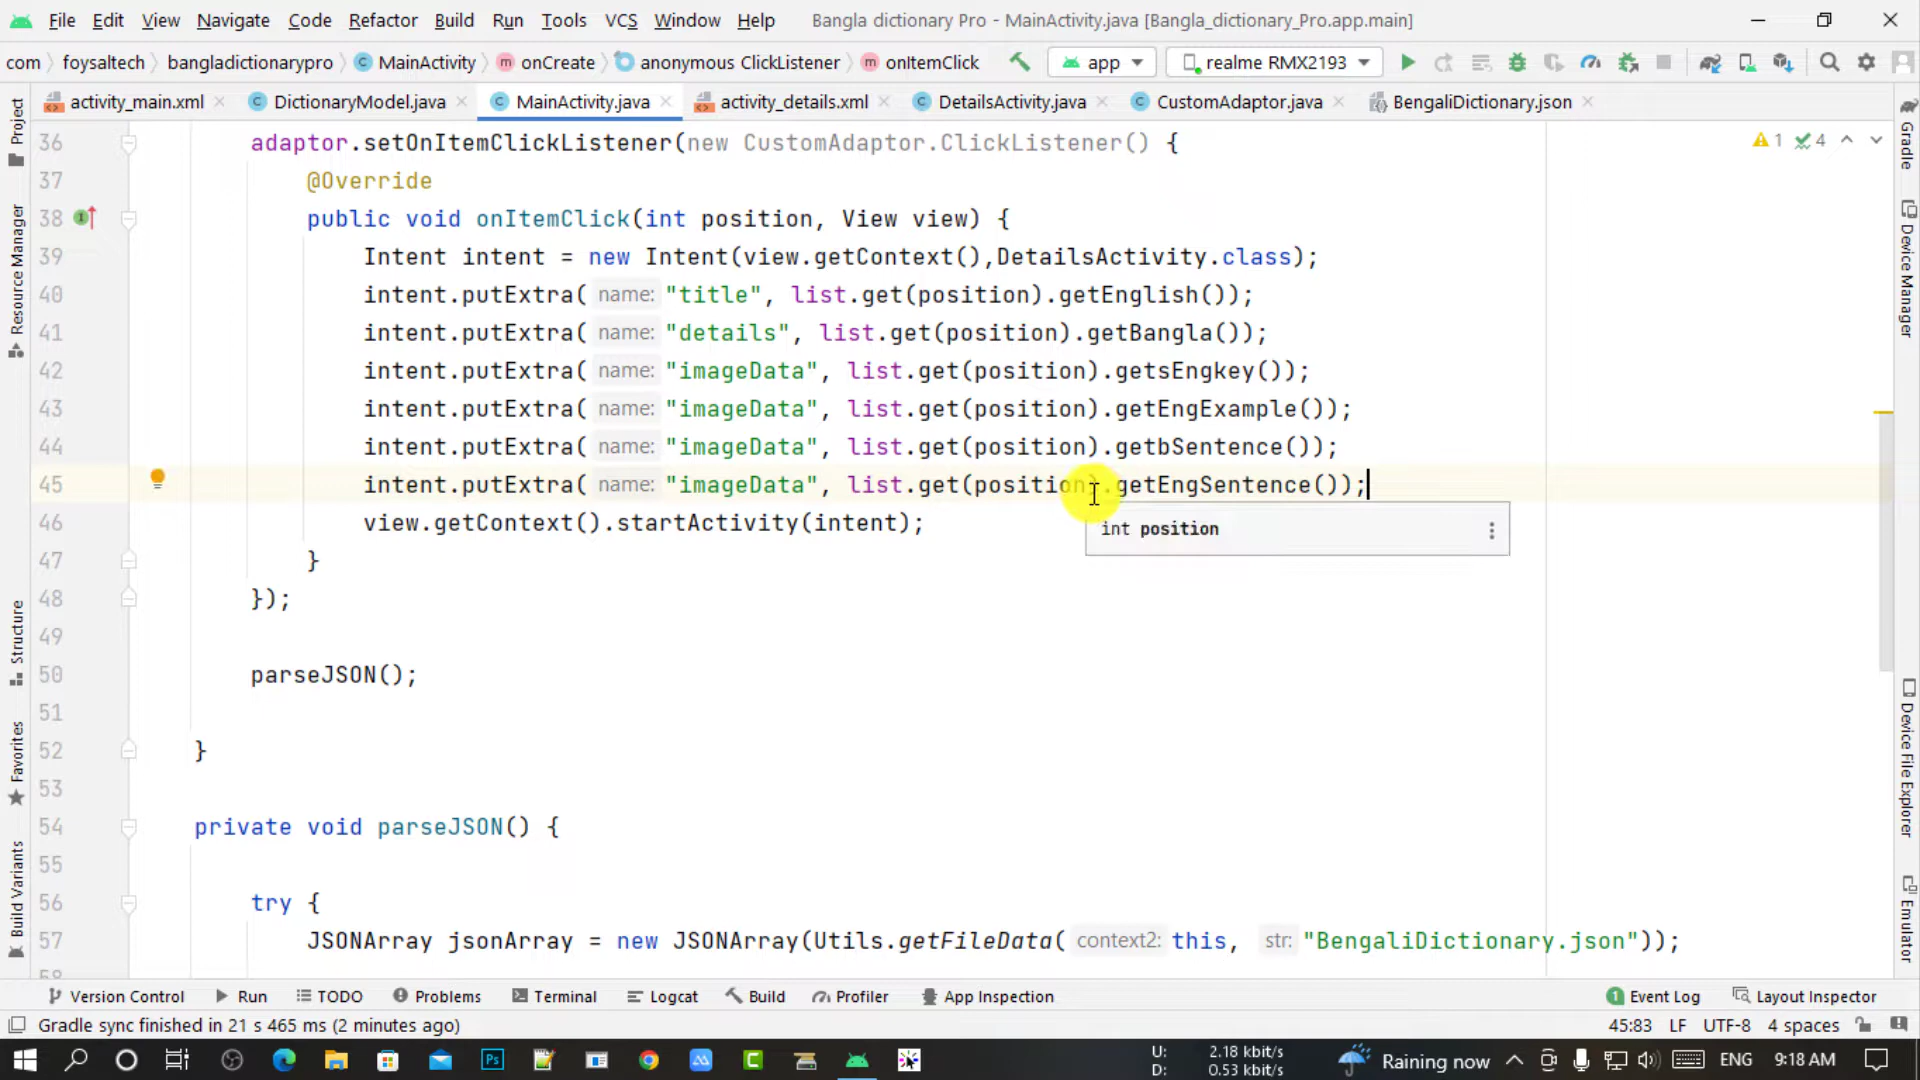 File Edit View Navigate Code Refactor Build Run Tools VCS Window Help Bangla dictionary Pro - MainActivity.java [Bangla_dictionary_Pro.app.main]
com foysaltech bangladictionarypro MainActivity onCreate anonymous ClickListener onItemClick app realme RMX2193
activity_main.xml DictionaryModel.java MainActivity.java activity_details.xml DetailsActivity.java CustomAdaptor.java BengaliDictionary.json
36 adaptor.setOnItemClickListener(new CustomAdaptor.ClickListener() { 1 4
37 @Override
38 public void onItemClick(int position, View view) {
39 Intent intent = new Intent(view.getContext(),DetailsActivity.class);
40 intent.putExtra( name: "title", list.get(position).getEnglish());
41 intent.putExtra( name: "details", list.get(position).getBangla());
42 intent.putExtra( name: "imageData", list.get(position).getsEngkey());
43 intent.putExtra( name: "imageData", list.get(position).getEngExample());
44 intent.putExtra( name: "imageData", list.get(position).getbSentence());
45 intent.putExtra( name: "imageData", list.get(position).getEngSentence());
46 view.getContext().startActivity(intent);
int position
47 }
48 });
49
50 parseJSON();
51
52 }
53
54 private void parseJSON() {
55
56 try {
57 JSONArray jsonArray = new JSONArray(Utils.getFileData( context2: this, str: "BengaliDictionary.json"));
58
Project
Resource Manager
Structure
Favorites
Build Variants
Gradle
Device Manager
Device File Explorer
Emulator
Version Control Run TODO Problems Terminal Logcat Build Profiler App Inspection 1 Event Log Layout Inspector
Gradle sync finished in 21 s 465 ms (2 minutes ago) 45:83 LF UTF-8 4 spaces
U: 2.18 kbit/s
D: 0.53 kbit/s
Raining now ENG 9:18 AM